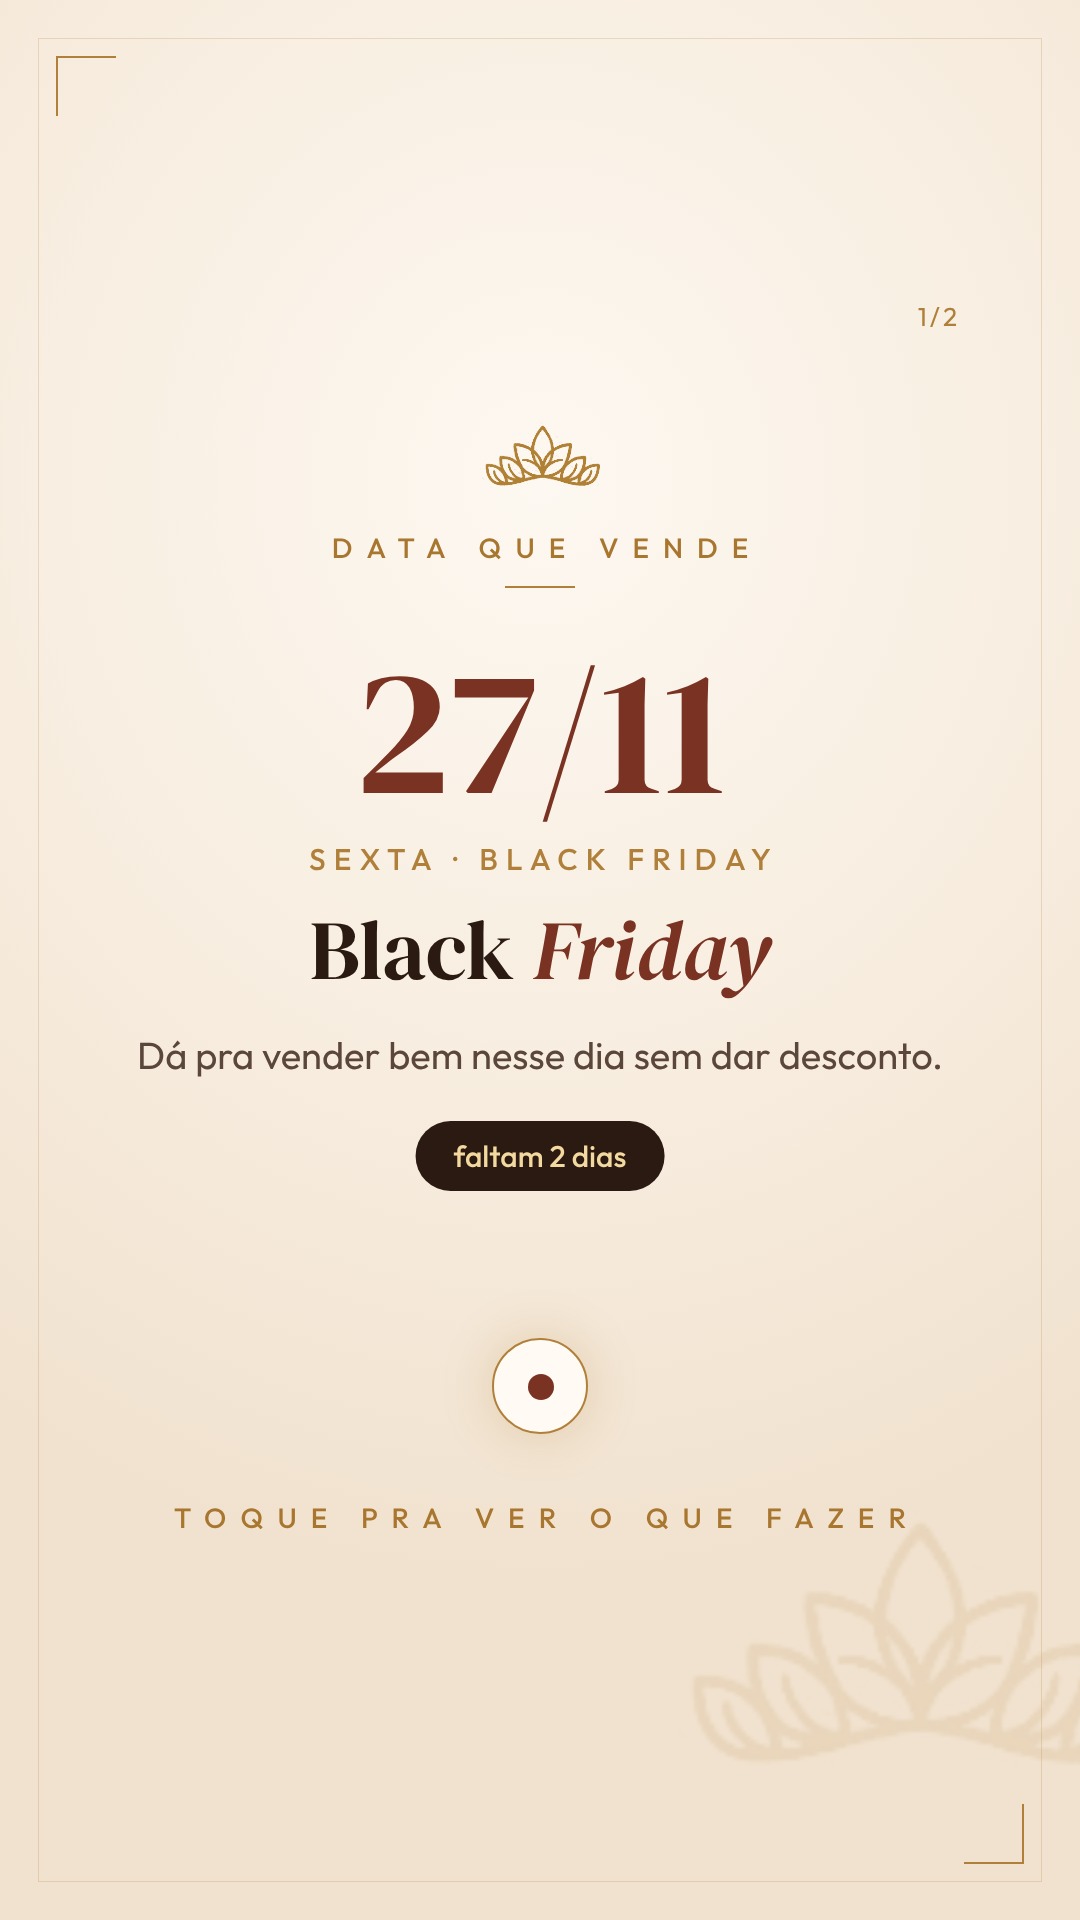 1/2
DATA QUE VENDE
27/11
SEXTA · BLACK FRIDAY
Black Friday
Dá pra vender bem nesse dia sem dar desconto.
faltam 2 dias
TOQUE PRA VER O QUE FAZER